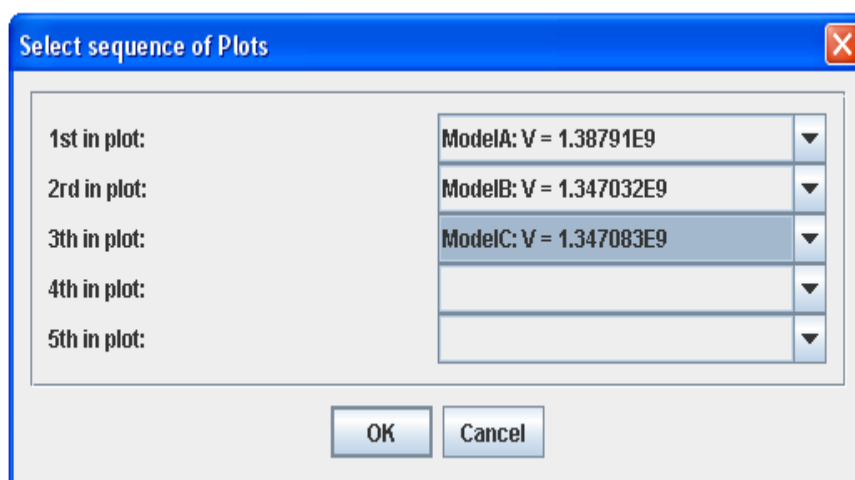 Select sequence of Plots
1st in plot: ModelA: V = 1.38791E9
2rd in plot: ModelB: V = 1.347032E9
3th in plot: ModelC: V = 1.347083E9
4th in plot:
5th in plot:
OK Cancel